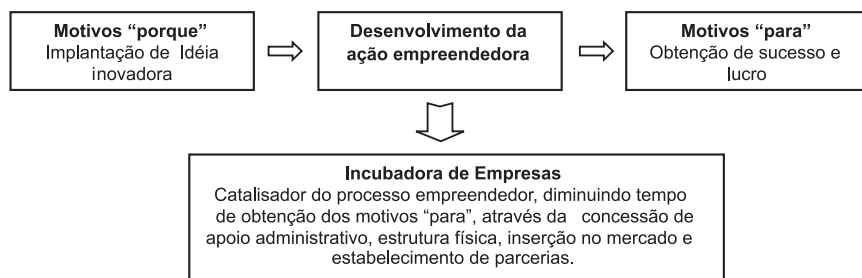 Motivos “porque”
Implantação de Idéia
inovadora
Desenvolvimento da
ação empreendedora
Motivos “para”
Obtenção de sucesso e
lucro
Incubadora de Empresas
Catalisador do processo empreendedor, diminuindo tempo
de obtenção dos motivos “para”, através da concessão de
apoio administrativo, estrutura física, inserção no mercado e
estabelecimento de parcerias.